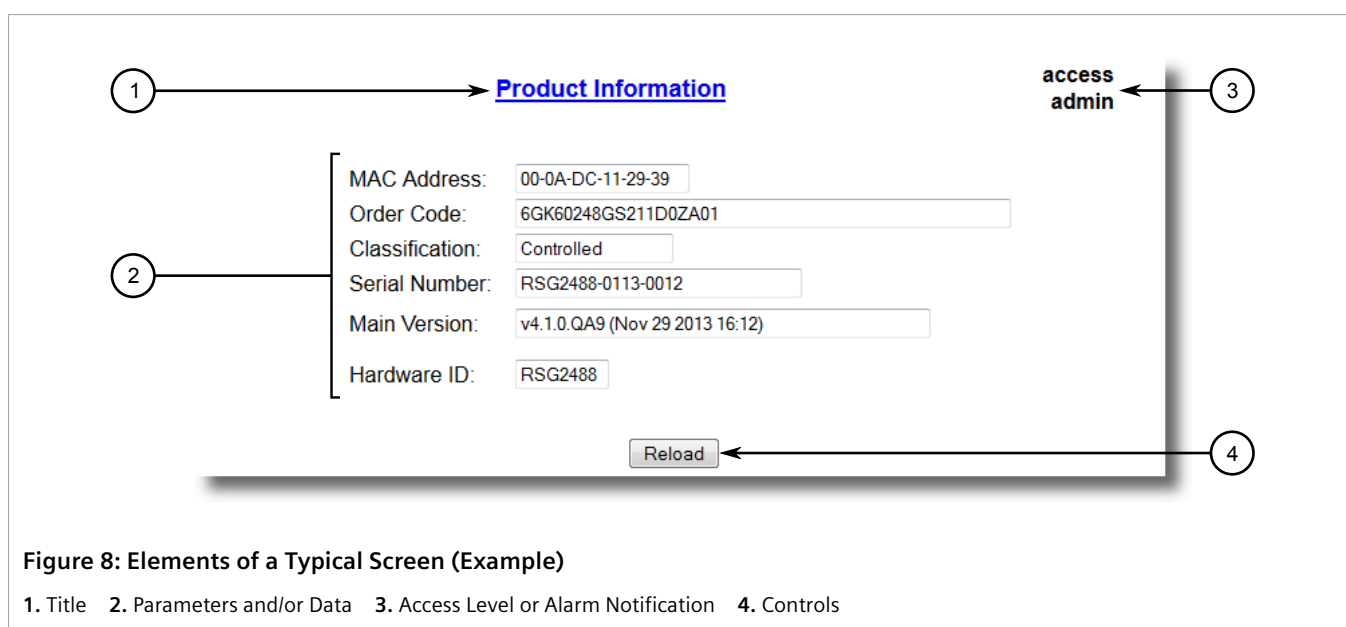 1
Product Information
access
admin
3
2
MAC Address: 00-0A-DC-11-29-39
Order Code: 6GK60248GS211D0ZA01
Classification: Controlled
Serial Number: RSG2488-0113-0012
Main Version: v4.1.0.QA9 (Nov 29 2013 16:12)
Hardware ID: RSG2488
Reload
4
Figure 8: Elements of a Typical Screen (Example)
1. Title 2. Parameters and/or Data 3. Access Level or Alarm Notification 4. Controls